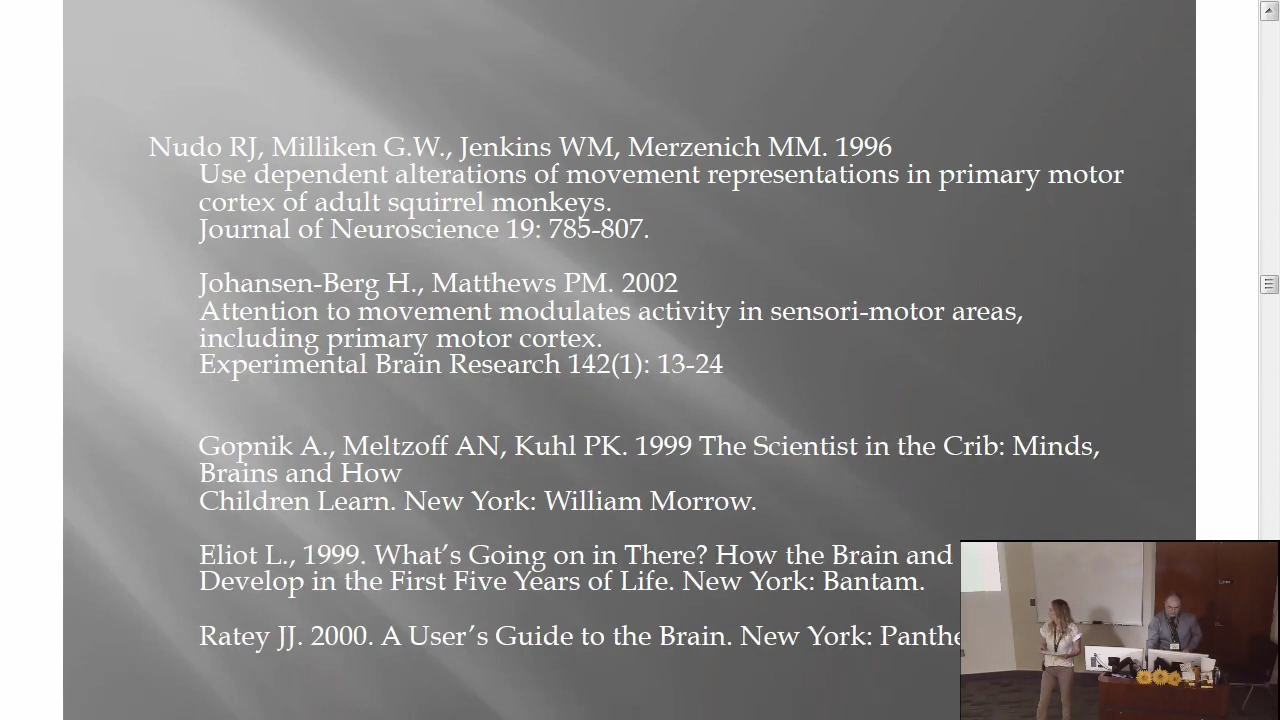 Nudo RJ, Milliken G.W., Jenkins WM, Merzenich MM. 1996
Use dependent alterations of movement representations in primary motor
cortex of adult squirrel monkeys.
Journal of Neuroscience 19: 785-807.
Johansen-Berg H., Matthews PM. 2002
Attention to movement modulates activity in sensori-motor areas,
including primary motor cortex.
Experimental Brain Research 142(1): 13-24
Gopnik A., Meltzoff AN, Kuhl PK. 1999 The Scientist in the Crib: Minds,
Brains and How
Children Learn. New York: William Morrow.
Eliot L., 1999. What’s Going on in There? How the Brain and
Develop in the First Five Years of Life. New York: Bantam.
Ratey JJ. 2000. A User’s Guide to the Brain. New York: Panthe